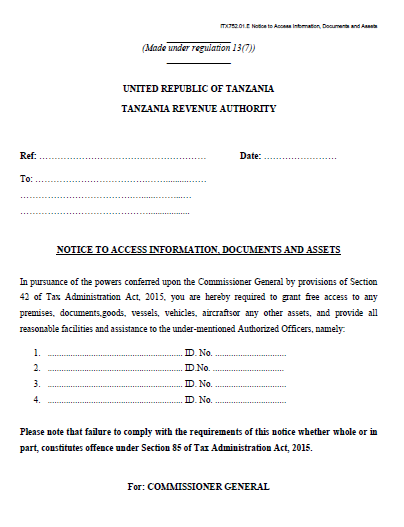 ITX752.01.E Notice to Access Information, Documents and Assets
(Made under regulation 13(7))
UNITED REPUBLIC OF TANZANIA
TANZANIA REVENUE AUTHORITY
Ref: ………………………………………………… Date: ……………………
To: …………………………………...........……
……………………………………….......……...
…………………………………….....................
NOTICE TO ACCESS INFORMATION, DOCUMENTS AND ASSETS
In pursuance of the powers conferred upon the Commissioner General by provisions of Section
42 of Tax Administration Act, 2015, you are hereby required to grant free access to any
premises, documents,goods, vessels, vehicles, aircraftsor any other assets, and provide all
reasonable facilities and assistance to the under-mentioned Authorized Officers, namely:
1. ............................................................ ID. No. ................................
2. ............................................................ ID.No. ................................
3. ............................................................ ID. No. ................................
4. ............................................................ ID. No. ................................
Please note that failure to comply with the requirements of this notice whether whole or in
part, constitutes offence under Section 85 of Tax Administration Act, 2015.
For: COMMISSIONER GENERAL